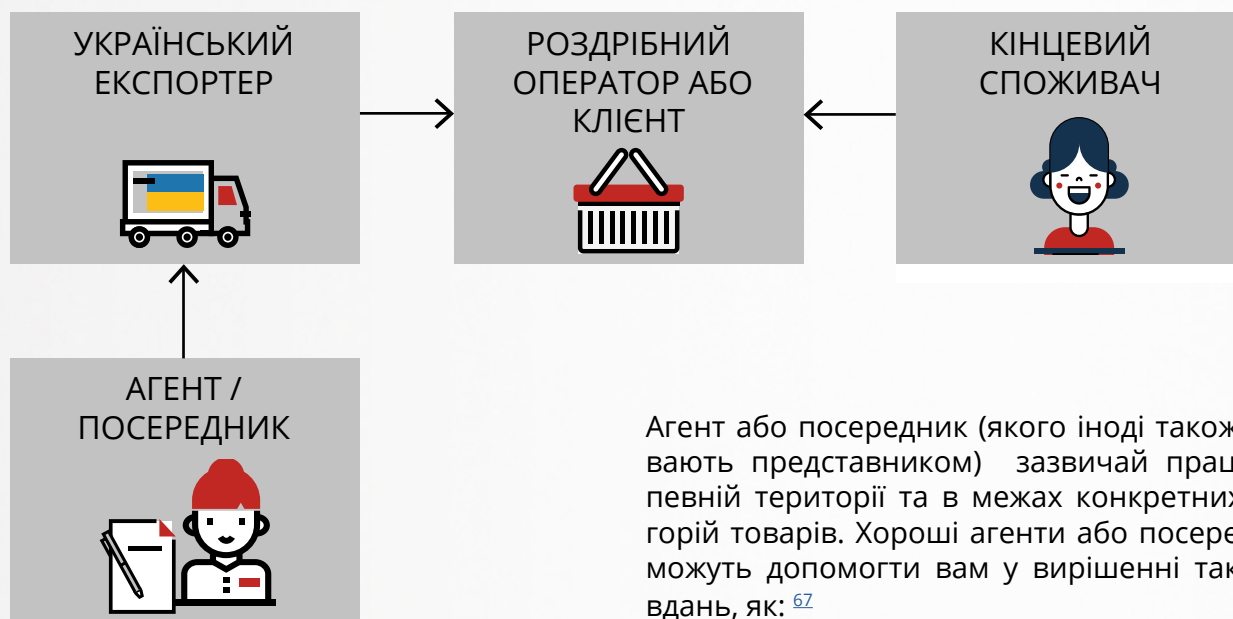 УКРАЇНСЬКИЙ
ЕКСПОРТЕР
РОЗДРІБНИЙ
ОПЕРАТОР АБО
КЛІЄНТ
КІНЦЕВИЙ
СПОЖИВАЧ
АГЕНТ /
ПОСЕРЕДНИК
Агент або посередник (якого іноді також
вають представником) зазвичай прац
певній території та в межах конкретних
горій товарів. Хороші агенти або посере
можуть допомогти вам у вирішенні так
вдань, як: 67